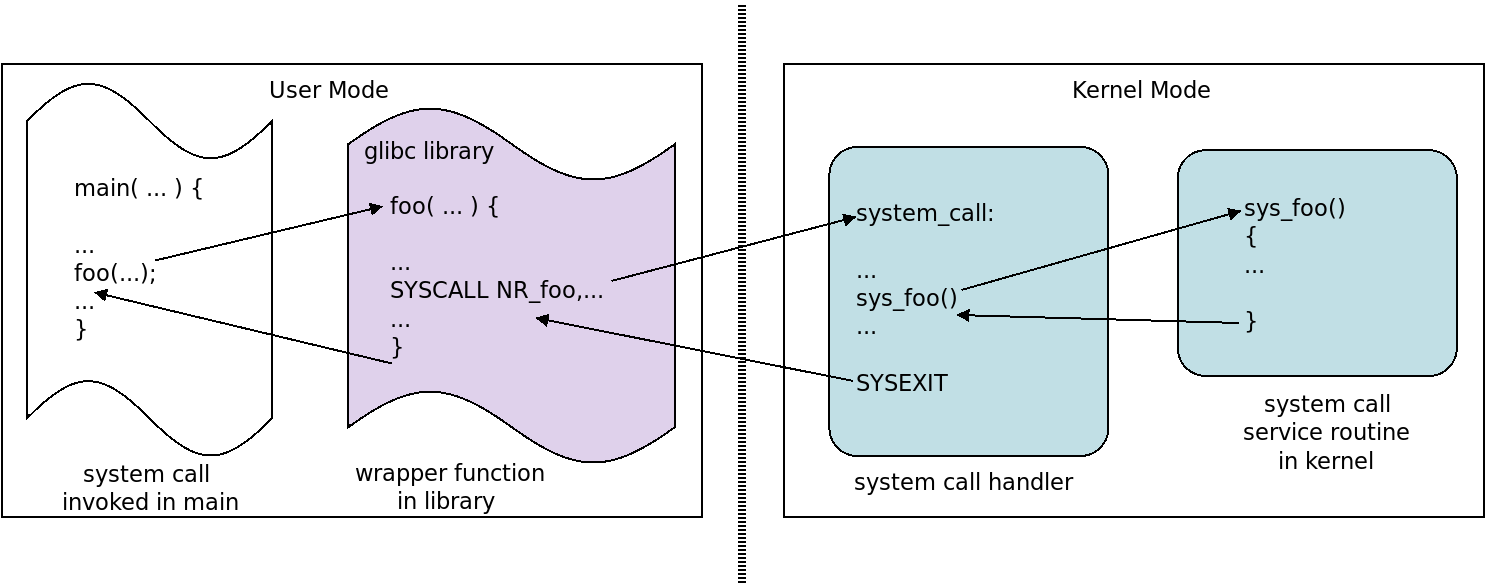 User Mode
main( ... ) {
...
foo(...);
...
}
system call
invoked in main
glibc library
foo( ... ) {
...
SYSCALL NR_foo,...
...
}
wrapper function
in library
Kernel Mode
system_call:
...
sys_foo()
...
SYSEXIT
system call handler
sys_foo()
{
...
}
system call
service routine
in kernel